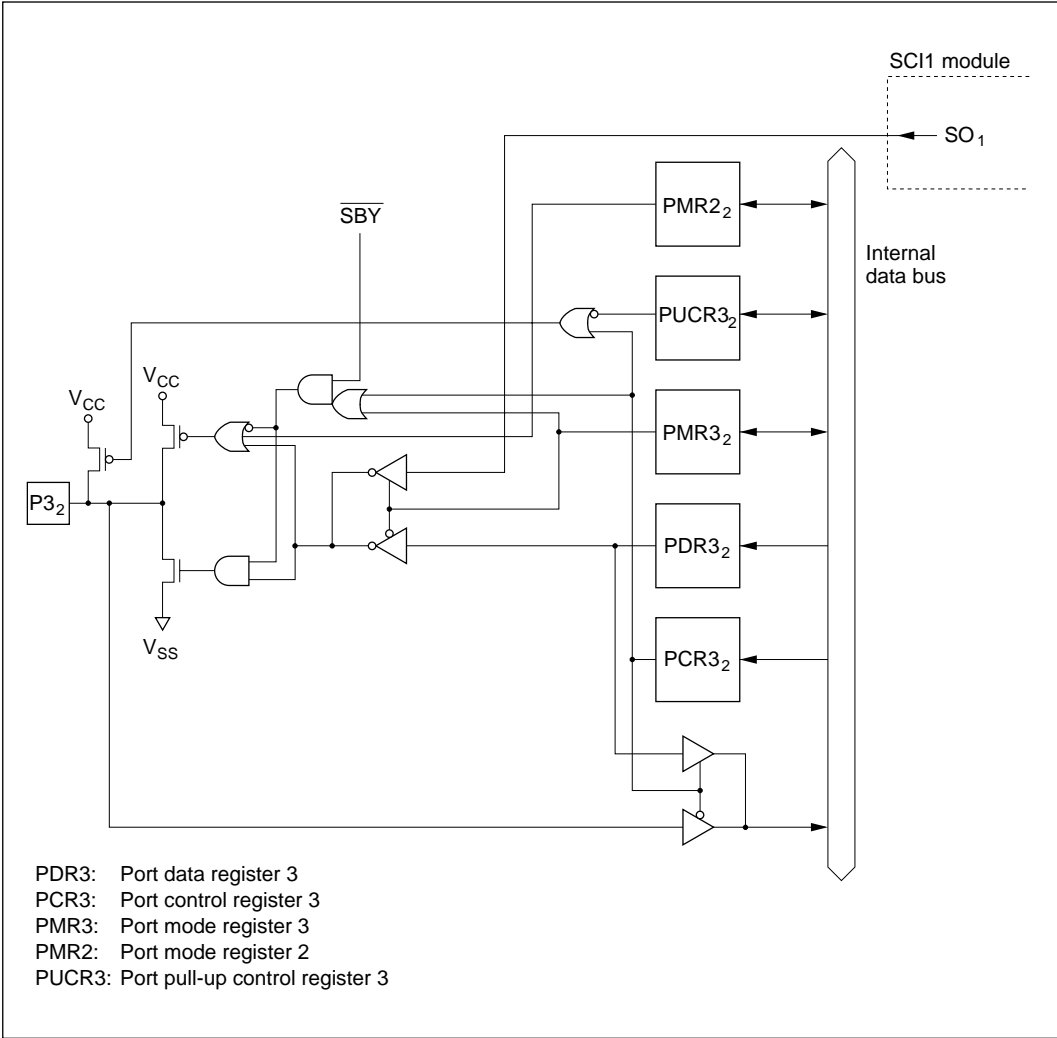 SCI1 module
SO1
PMR22
SBY
Internal
data bus
PUCR32
VCC
VCC
PMR32
P32
PDR32
VSS
PCR32
PDR3: Port data register 3
PCR3: Port control register 3
PMR3: Port mode register 3
PMR2: Port mode register 2
PUCR3: Port pull-up control register 3